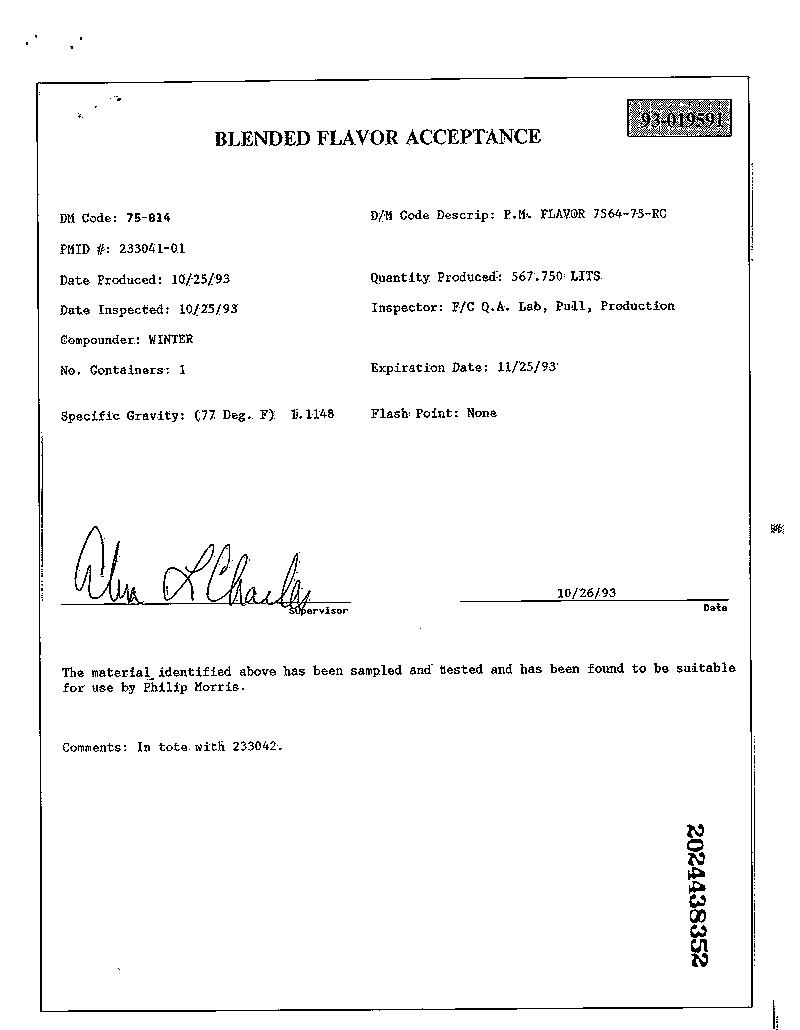 93-019591
BLENDED FLAVOR ACCEPTANCE
DM Code: 75-814
D/M Code Descrip: P.M. FLAVOR 7564-75-RC
PMID #: 233041-01
Date Produced: 10/25/93
Quantity Produced: 567.750 LITS
Date Inspected: 10/25/93
Inspector: F/C Q.A. Lab, Pull, Production
Compounder: WINTER
No. Containers: 1
Expiration Date: 11/25/93
Specific Gravity: (77 Deg. F) 1.1148
Flash Point: None
L Charles
10/26/93
Supervisor
Date
The material identified above has been sampled and tested and has been found to be suitable
for use by Philip Morris.
Comments: In tote with 233042.
2024438352